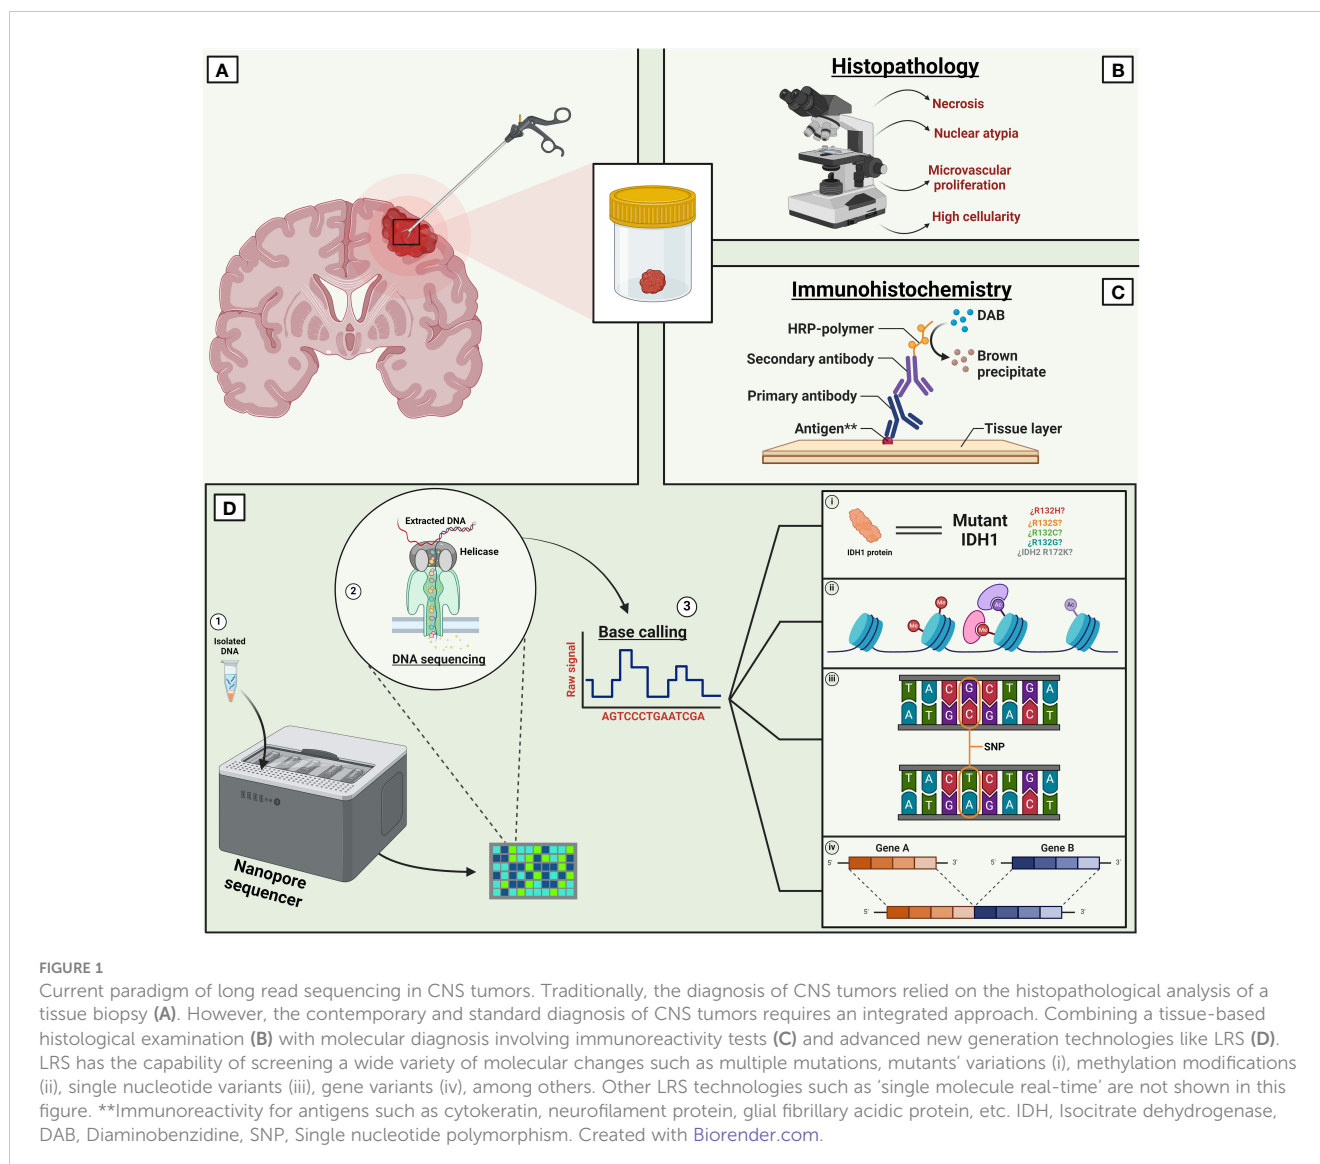 A
B
Histopathology
Necrosis
Nuclear atypia
Microvascular
proliferation
High cellularity
C
Immunohistochemistry
HRP-polymer
DAB
Secondary antibody
Brown
precipitate
Primary antibody
Antigen**
Tissue layer
D
1
Isolated
DNA
2
Extracted DNA
Helicase
DNA sequencing
3
Base calling
Raw signal
AGTCCCTGAATCGA
Nanopore
sequencer
i
IDH1 protein
Mutant
IDH1
¿R132H?
¿R132S?
¿R132C?
¿R132G?
¿IDH2 R172K?
ii
Me
Me
Me
Ac
Ac
iii
T A C G C T G A
A T G C G A C T
SNP
T A C T C T G A
A T G A G A C T
iv
Gene A
Gene B
5' 3' 5' 3'
5' 3'
FIGURE 1
Current paradigm of long read sequencing in CNS tumors. Traditionally, the diagnosis of CNS tumors relied on the histopathological analysis of a
tissue biopsy (A). However, the contemporary and standard diagnosis of CNS tumors requires an integrated approach. Combining a tissue-based
histological examination (B) with molecular diagnosis involving immunoreactivity tests (C) and advanced new generation technologies like LRS (D).
LRS has the capability of screening a wide variety of molecular changes such as multiple mutations, mutants' variations (i), methylation modifications
(ii), single nucleotide variants (iii), gene variants (iv), among others. Other LRS technologies such as 'single molecule real-time' are not shown in this
figure. **Immunoreactivity for antigens such as cytokeratin, neurofilament protein, glial fibrillary acidic protein, etc. IDH, Isocitrate dehydrogenase,
DAB, Diaminobenzidine, SNP, Single nucleotide polymorphism. Created with Biorender.com.